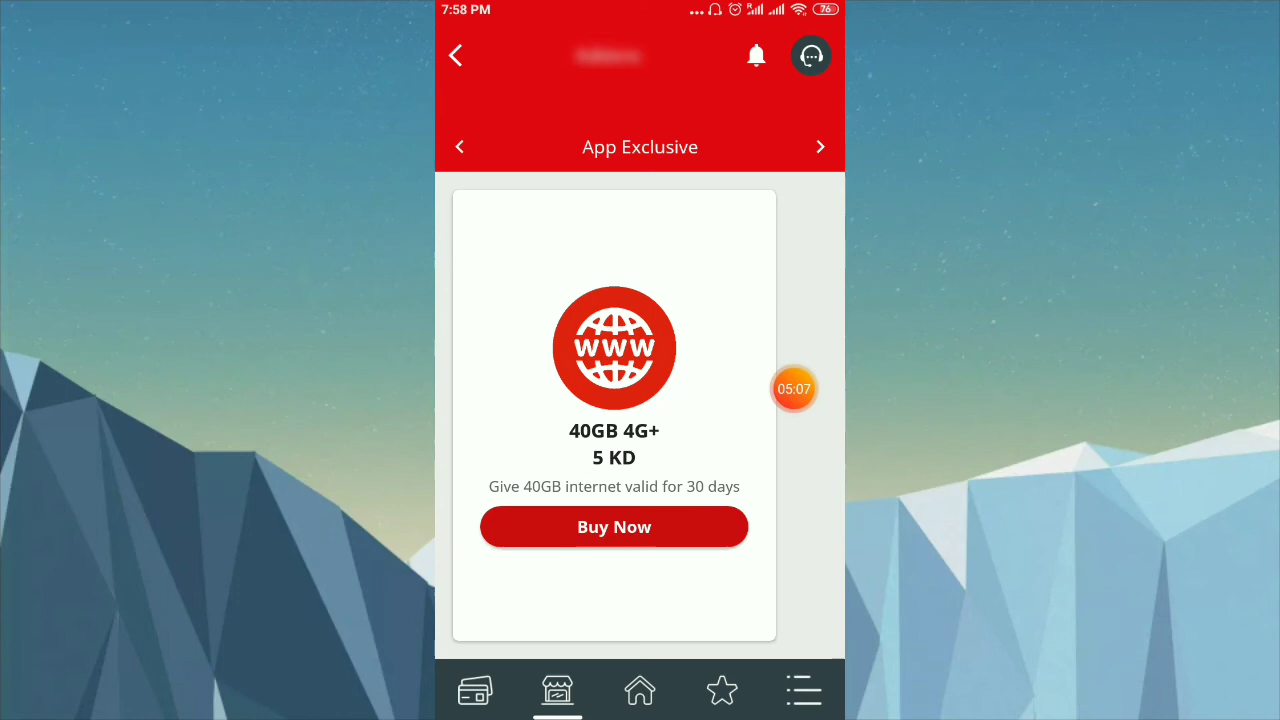 7:58 PM
R
76
App Exclusive
WWW
05:07
40GB 4G+
5 KD
Give 40GB internet valid for 30 days
Buy Now